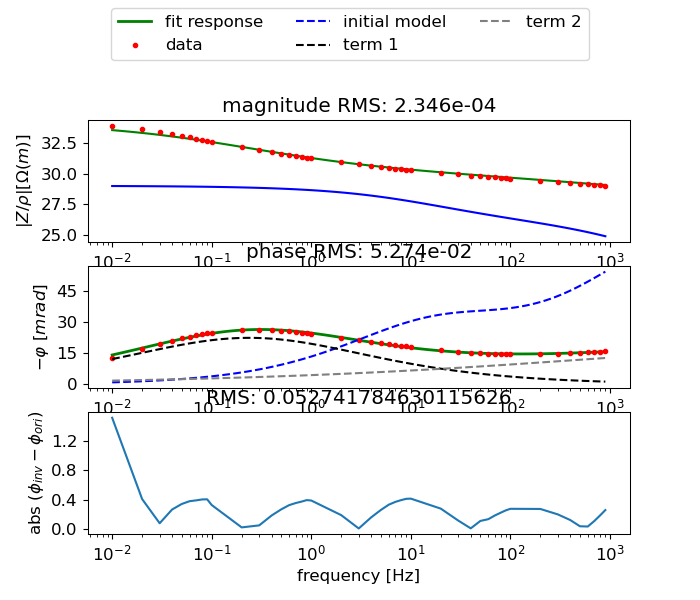 fit response
data
initial model
term 1
term 2
magnitude RMS: 2.346e-04
|Z/ρ|[Ω(m)]
32.5
30.0
27.5
25.0
10⁻² 10⁻¹ 10⁰ 10¹ 10² 10³
phase RMS: 5.274e-02
−φ [mrad]
45
30
15
0
10⁻² 10⁻¹ 10⁰ 10¹ 10² 10³
RMS: 0.052741784630115626
abs (ϕinv − ϕori)
1.2
0.8
0.4
0.0
10⁻² 10⁻¹ 10⁰ 10¹ 10² 10³
frequency [Hz]